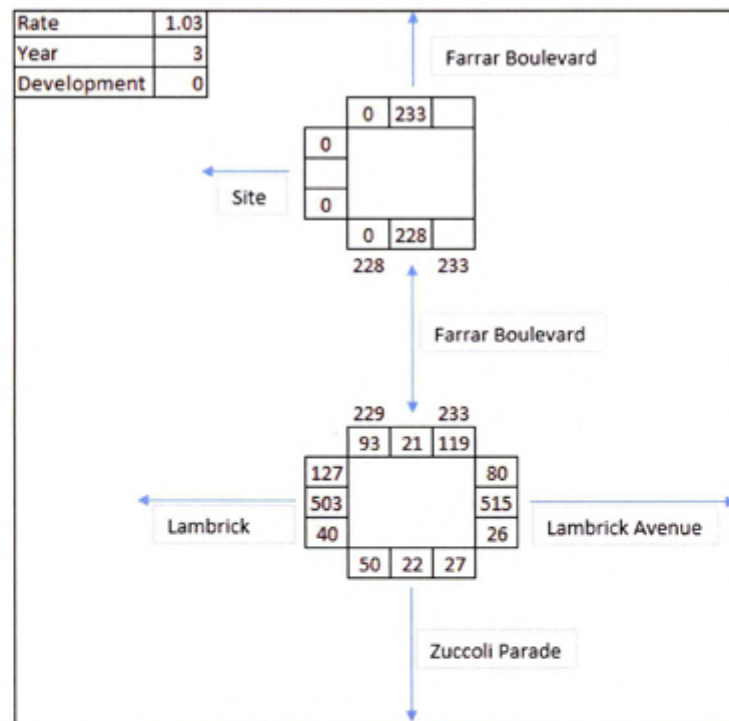 Rate 1.03
Year 3
Development 0
Farrar Boulevard
0 233
0
Site
0
0 228
228 233
Farrar Boulevard
229 233
93 21 119
127 80
503 515
Lambrick Lambrick Avenue
40 26
50 22 27
Zuccoli Parade